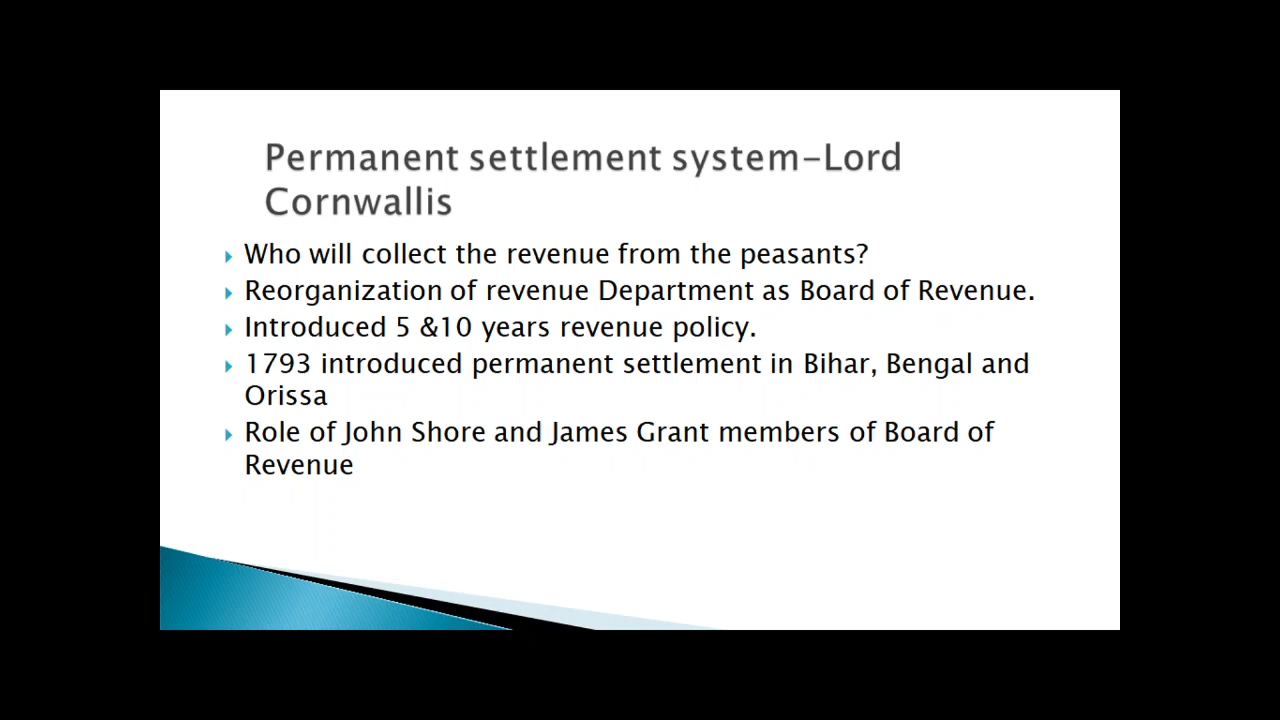 Permanent settlement system-Lord
Cornwallis
Who will collect the revenue from the peasants?
Reorganization of revenue Department as Board of Revenue.
Introduced 5 &10 years revenue policy.
1793 introduced permanent settlement in Bihar, Bengal and
Orissa
Role of John Shore and James Grant members of Board of
Revenue